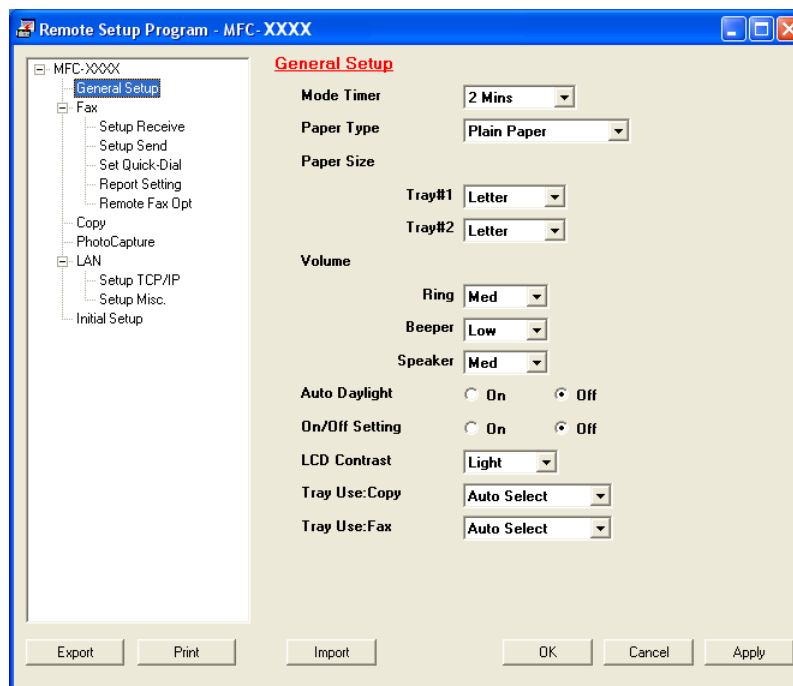 Remote Setup Program - MFC-XXXX
MFC-XXXX
General Setup
Fax
Setup Receive
Setup Send
Set Quick-Dial
Report Setting
Remote Fax Opt
Copy
PhotoCapture
LAN
Setup TCP/IP
Setup Misc.
Initial Setup
General Setup
Mode Timer 2 Mins
Paper Type Plain Paper
Paper Size
Tray#1 Letter
Tray#2 Letter
Volume
Ring Med
Beeper Low
Speaker Med
Auto Daylight On Off
On/Off Setting On Off
LCD Contrast Light
Tray Use:Copy Auto Select
Tray Use:Fax Auto Select
Export Print Import OK Cancel Apply